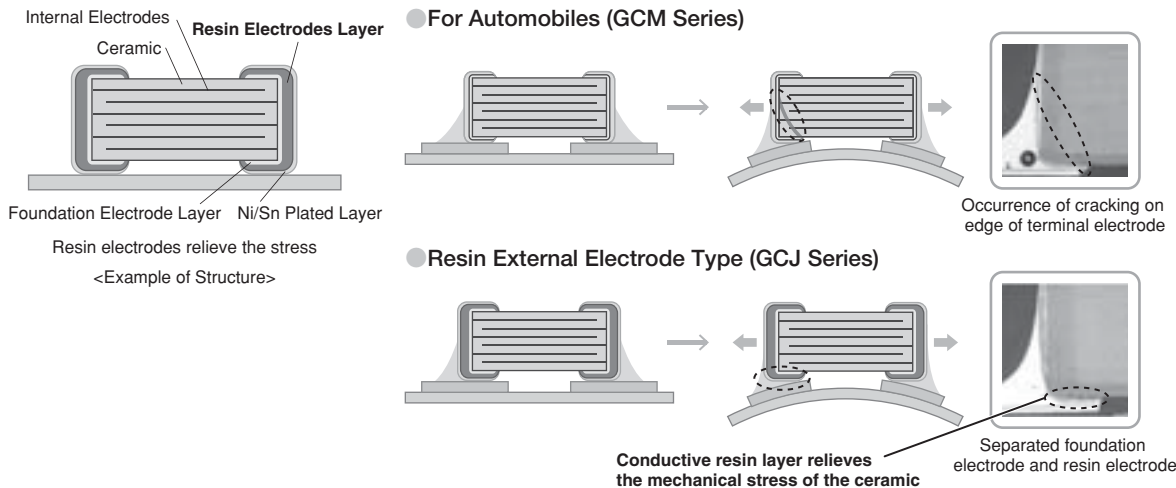 Internal Electrodes
Resin Electrodes Layer
Ceramic
Foundation Electrode Layer
Ni/Sn Plated Layer
Resin electrodes relieve the stress
<Example of Structure>
For Automobiles (GCM Series)
Occurrence of cracking on
edge of terminal electrode
Resin External Electrode Type (GCJ Series)
Conductive resin layer relieves
the mechanical stress of the ceramic
Separated foundation
electrode and resin electrode